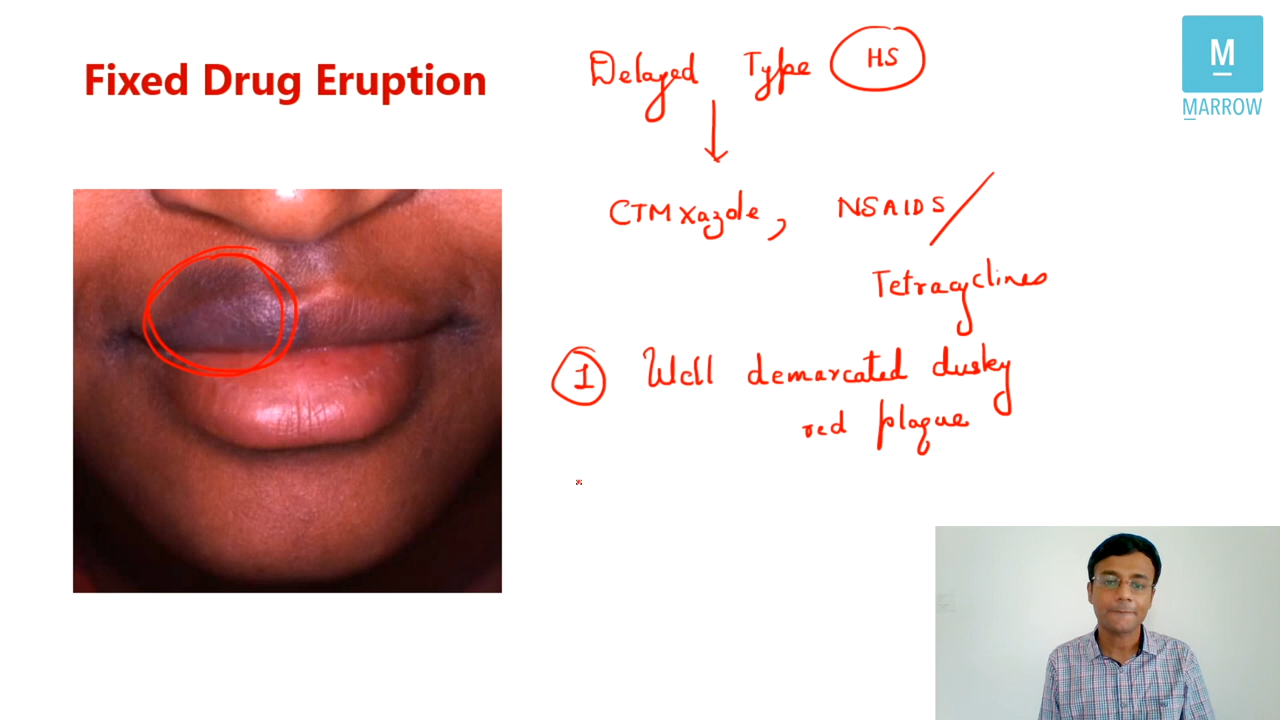 Fixed Drug Eruption
Delayed Type HS
M
MARROW
CTMXazole, NSAIDS/
Tetracyclines
1 Well demarcated dusky
red plaque